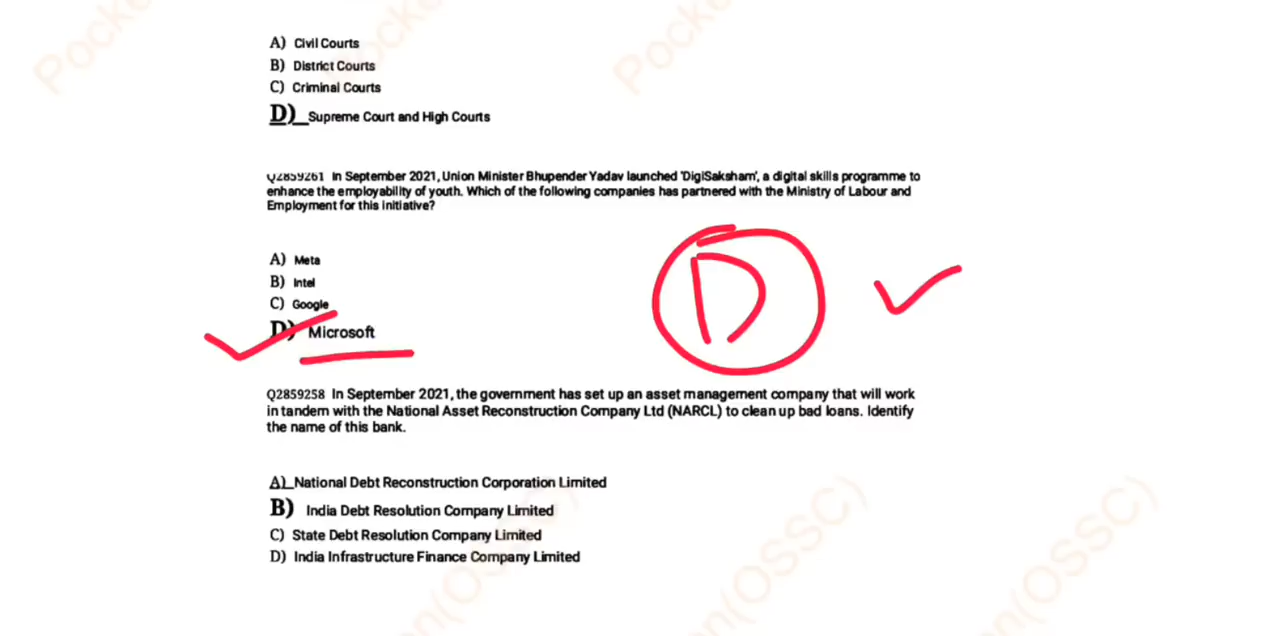 Pocke
Pocke
A) Civil Courts
B) District Courts
C) Criminal Courts
D) Supreme Court and High Courts
Q2859261 In September 2021, Union Minister Bhupender Yadav launched 'DigiSaksham', a digital skills programme to
enhance the employability of youth. Which of the following companies has partnered with the Ministry of Labour and
Employment for this initiative?
A) Meta
B) Intel
C) Google
D) Microsoft
D
Q2859258 In September 2021, the government has set up an asset management company that will work
in tandem with the National Asset Reconstruction Company Ltd (NARCL) to clean up bad loans. Identify
the name of this bank.
A) National Debt Reconstruction Corporation Limited
B) India Debt Resolution Company Limited
C) State Debt Resolution Company Limited
D) India Infrastructure Finance Company Limited
n(OSSC)
n(OSSC)
n(OSSC)